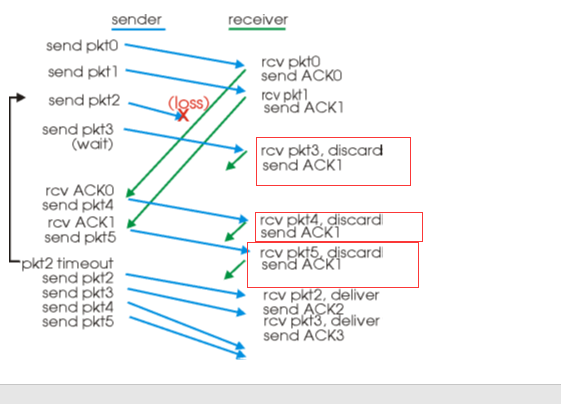 sender
receiver
send pkt0
send pkt1
send pkt2
send pkt3
(wait)
(loss)
X
rcv pkt0
send ACK0
rcv pkt1
send ACK1
rcv pkt3, discard
send ACK1
rcv ACK0
send pkt4
rcv ACK1
send pkt5
rcv pkt4, discard
send ACK1
rcv pkt5, discard
send ACK1
pkt2 timeout
send pkt2
send pkt3
send pkt4
send pkt5
rcv pkt2, deliver
send ACK2
rcv pkt3, deliver
send ACK3